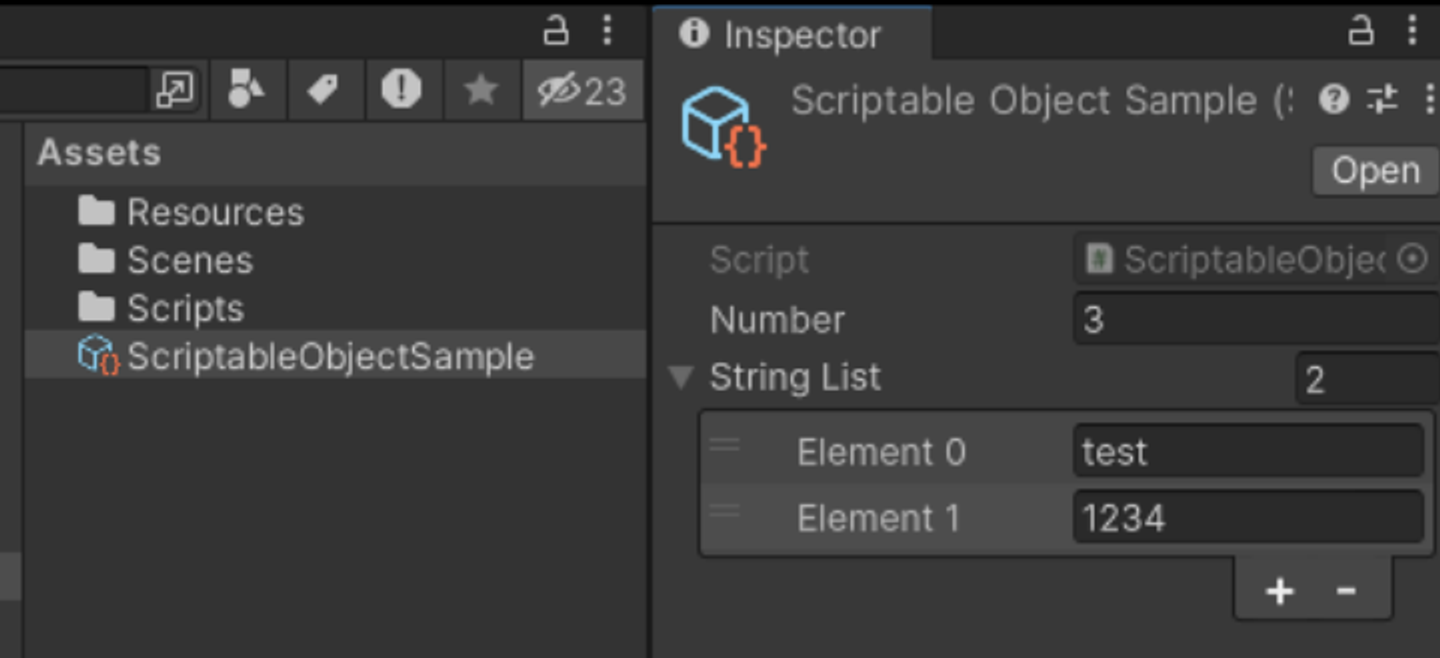 23
Assets
Resources
Scenes
Scripts
ScriptableObjectSample
Inspector
Scriptable Object Sample (
Open
Script ScriptableObjec
Number 3
String List 2
Element 0 test
Element 1 1234
+ -